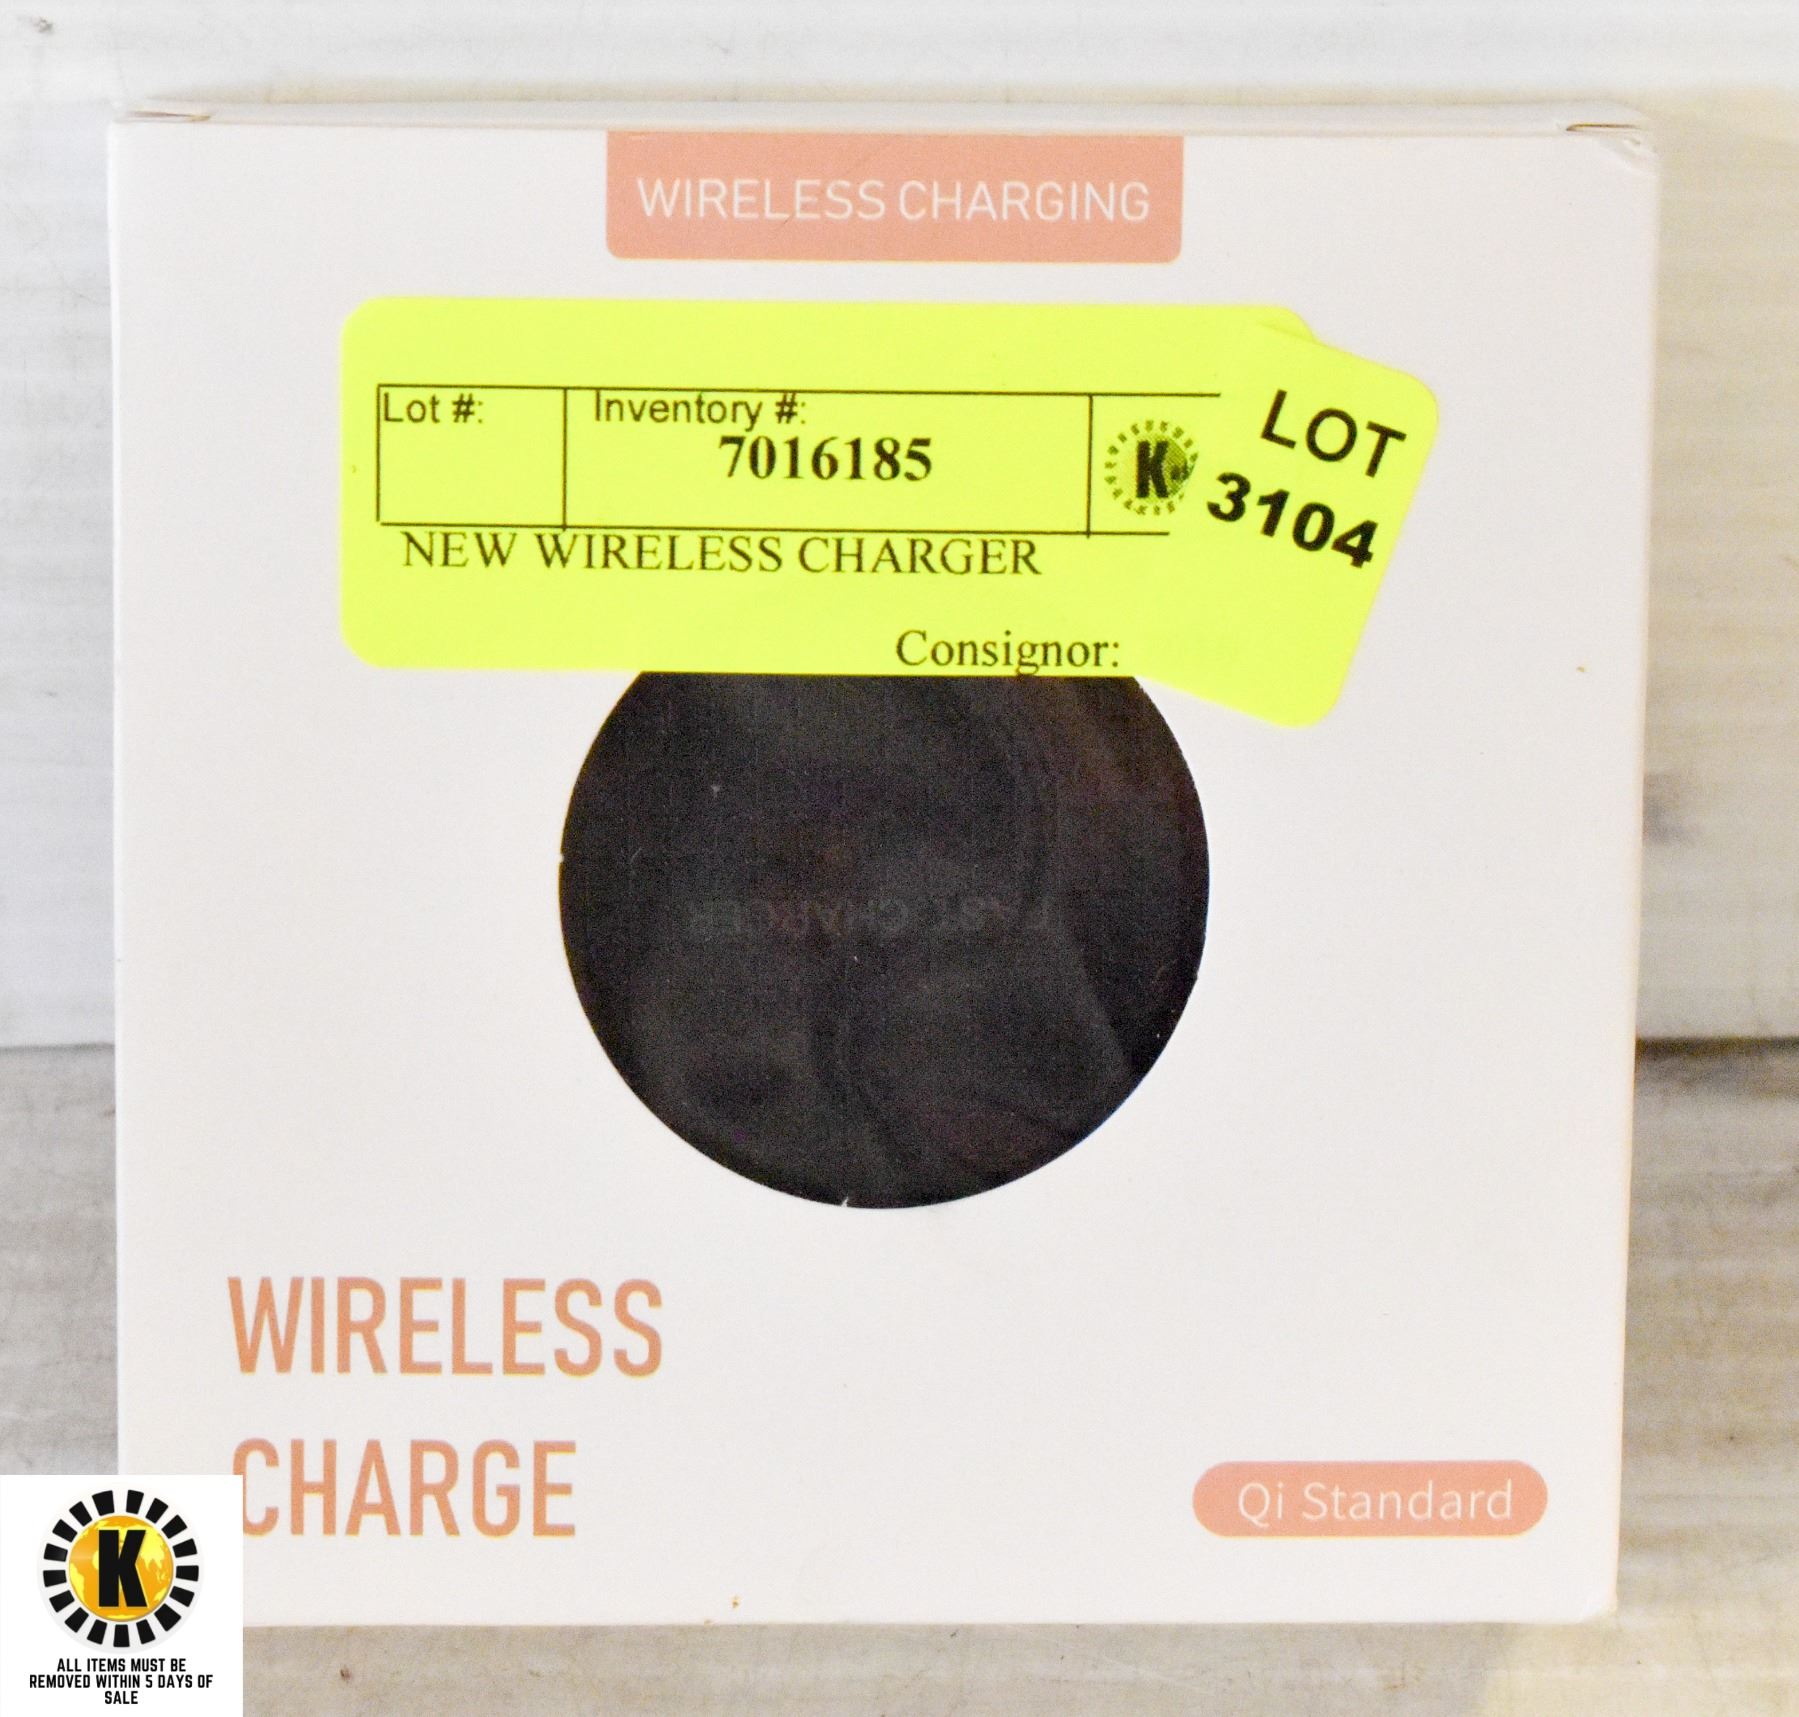 WIRELESS CHARGING
Lot #:
Inventory #:
7016185
K
LOT
3104
NEW WIRELESS CHARGER
Consignor:
CHARGER
WIRELESS
CHARGE
Qi Standard
K
ALL ITEMS MUST BE
REMOVED WITHIN 5 DAYS OF
SALE